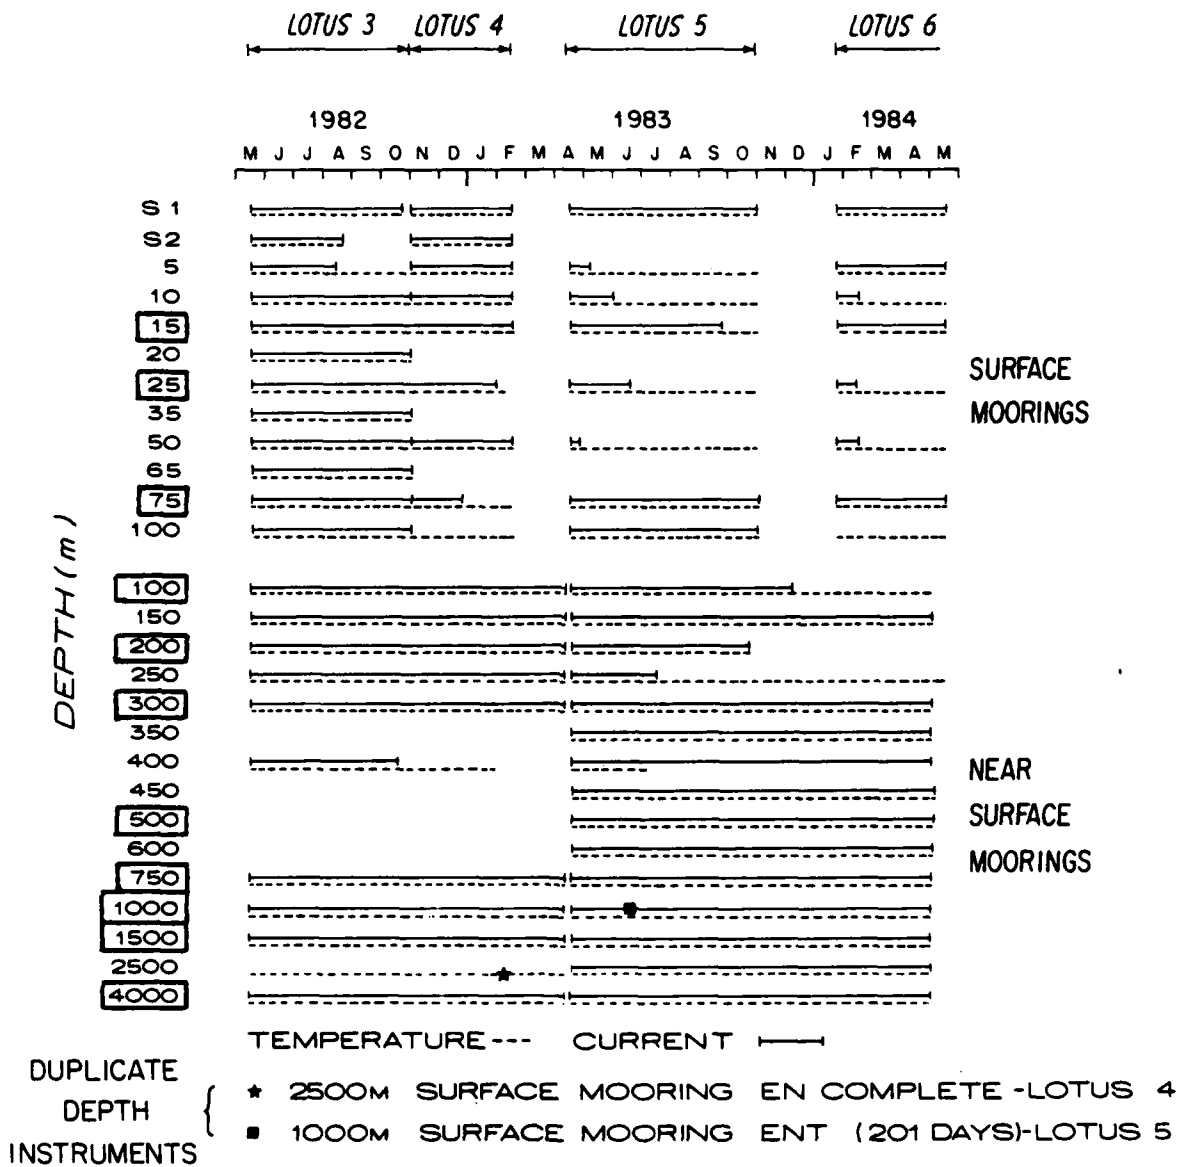 LOTUS 3 LOTUS 4 LOTUS 5 LOTUS 6
1982 1983 1984
M J J A S O N D J F M A M J J A S O N D J F M A M
S 1
S2
5
10
15
20
25
35
50
65
75
100
SURFACE
MOORINGS
DEPTH (m)
100
150
200
250
300
350
400
450
500
600
750
1000
1500
2500
4000
NEAR
SURFACE
MOORINGS
TEMPERATURE --- CURRENT
DUPLICATE
DEPTH
INSTRUMENTS
★ 2500M SURFACE MOORING EN COMPLETE -LOTUS 4
■ 1000M SURFACE MOORING ENT (201 DAYS)-LOTUS 5